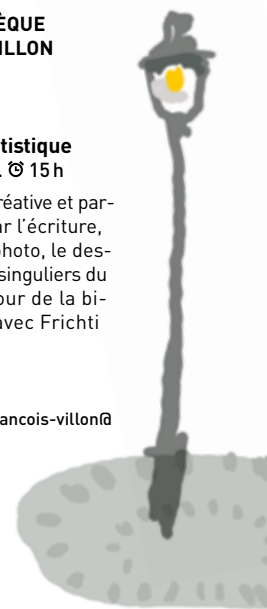 ÈQUE
ILLON
tistique
. ⏰ 15 h
réative et par-
ar l’écriture,
hoto, le des-
singuliers du
our de la bi-
avec Frichti
ancois-villon@